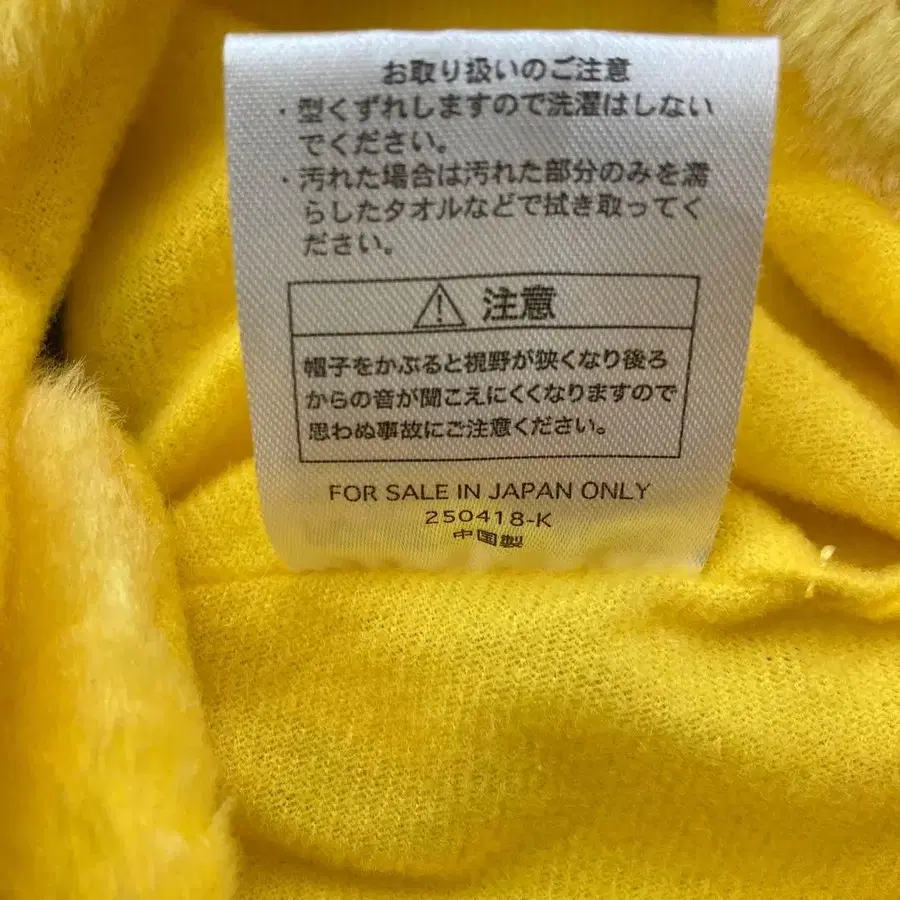 お取り扱いのご注意
・型くずれしますので洗濯はしない
でください。
・汚れた場合は汚れた部分のみを濡
らしたタオルなどで拭き取ってく
ださい。
⚠ 注意
帽子をかぶると視野が狭くなり後ろ
からの音が聞こえにくくなりますので
思わぬ事故にご注意ください。
FOR SALE IN JAPAN ONLY
250418-K
中国製